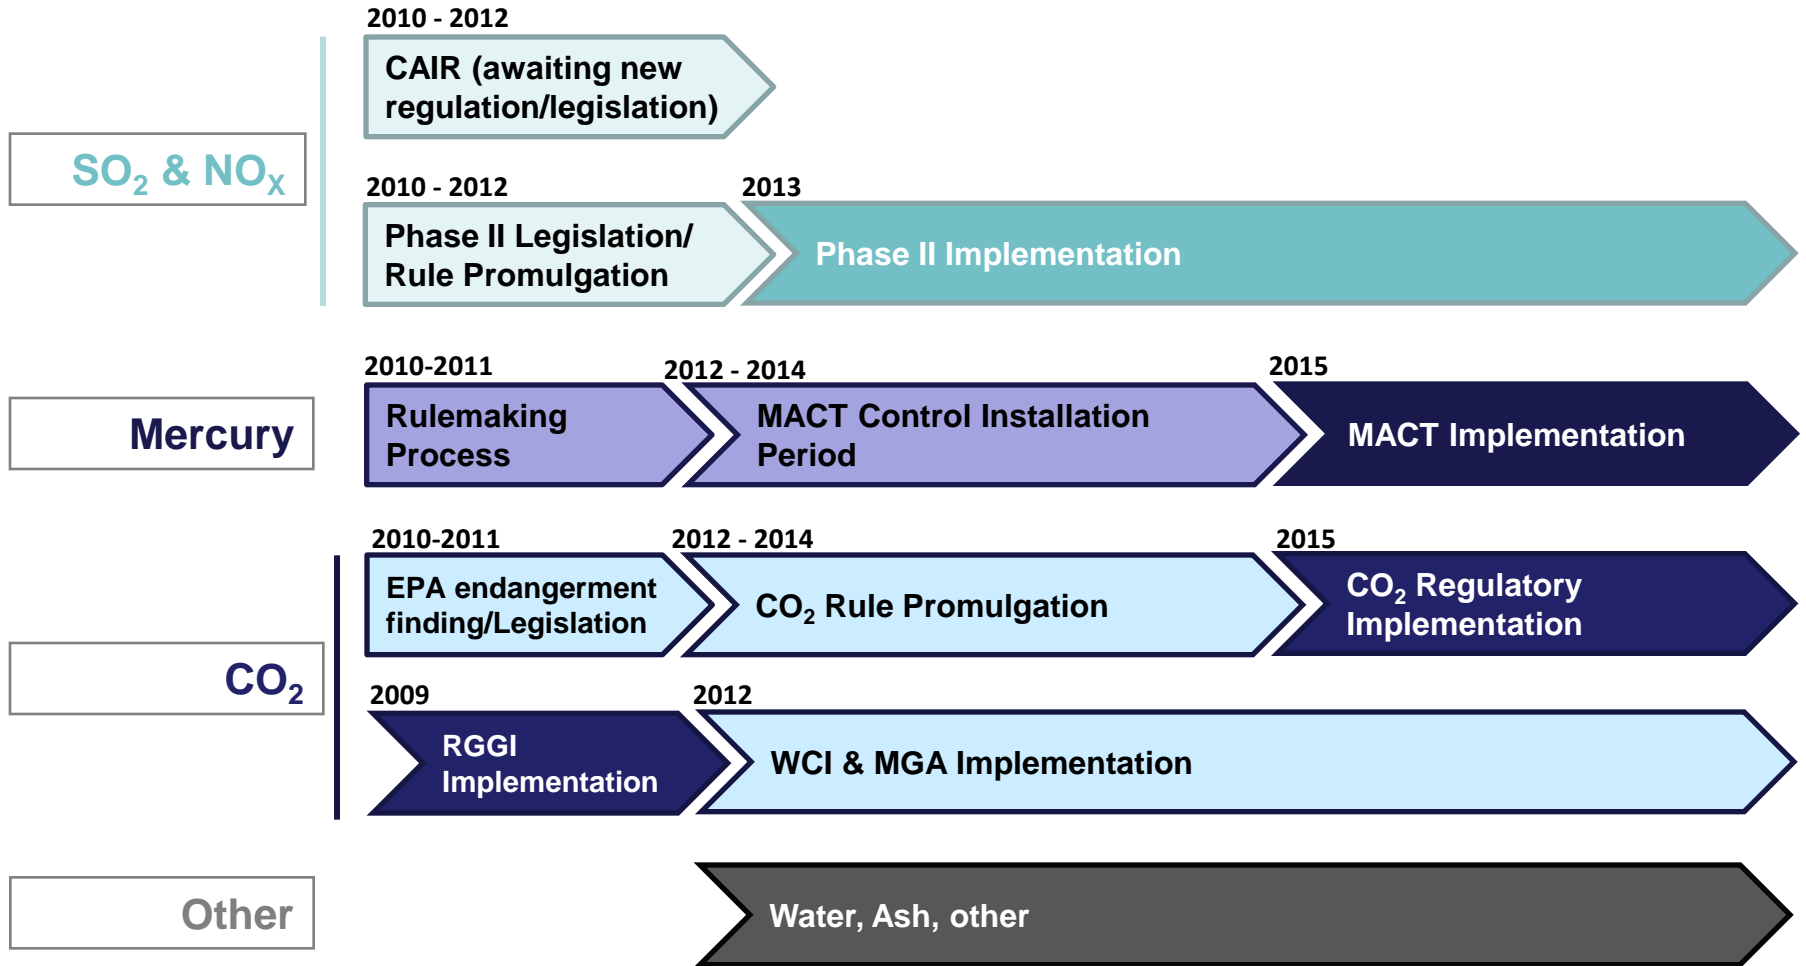 2010 - 2012
CAIR (awaiting new
regulation/legislation)
SO₂ & NOₓ
2010 - 2012
2013
Phase II Legislation/
Rule Promulgation
Phase II Implementation
2010-2011
2012 - 2014
2015
Mercury
Rulemaking
Process
MACT Control Installation
Period
MACT Implementation
2010-2011
2012 - 2014
2015
EPA endangerment
finding/Legislation
CO₂ Rule Promulgation
CO₂ Regulatory
Implementation
CO₂
2009
2012
RGGI
Implementation
WCI & MGA Implementation
Other
Water, Ash, other